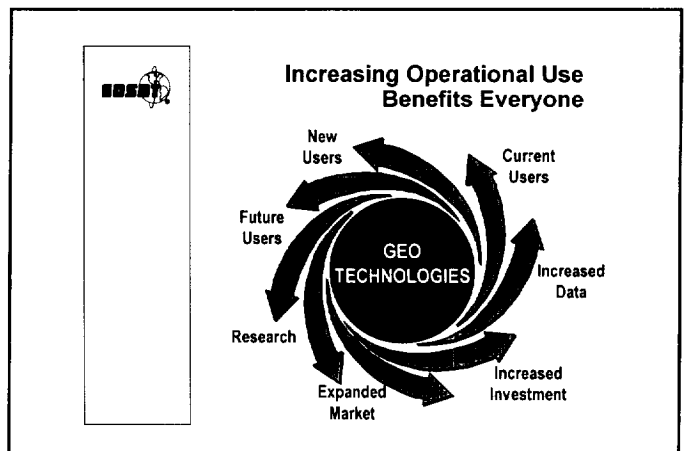 EOSAT
Increasing Operational Use
Benefits Everyone
New
Users
Current
Users
Future
Users
GEO
TECHNOLOGIES
Increased
Data
Research
Increased
Investment
Expanded
Market